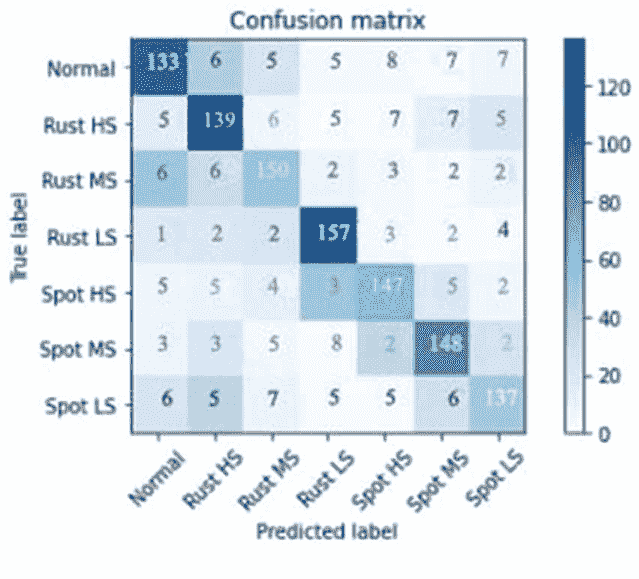 Confusion matrix
Normal 133 6 5 5 8 7 7
Rust HS 5 139 6 5 7 7 5
Rust MS 6 6 150 2 3 2 2
Rust LS 1 2 2 157 3 2 4
Spot HS 5 5 4 3 147 5 2
Spot MS 3 3 5 8 2 148 2
Spot LS 6 5 7 5 5 6 137
True label
Normal Rust HS Rust MS Rust LS Spot HS Spot MS Spot LS
Predicted label
120
100
80
60
40
20
0